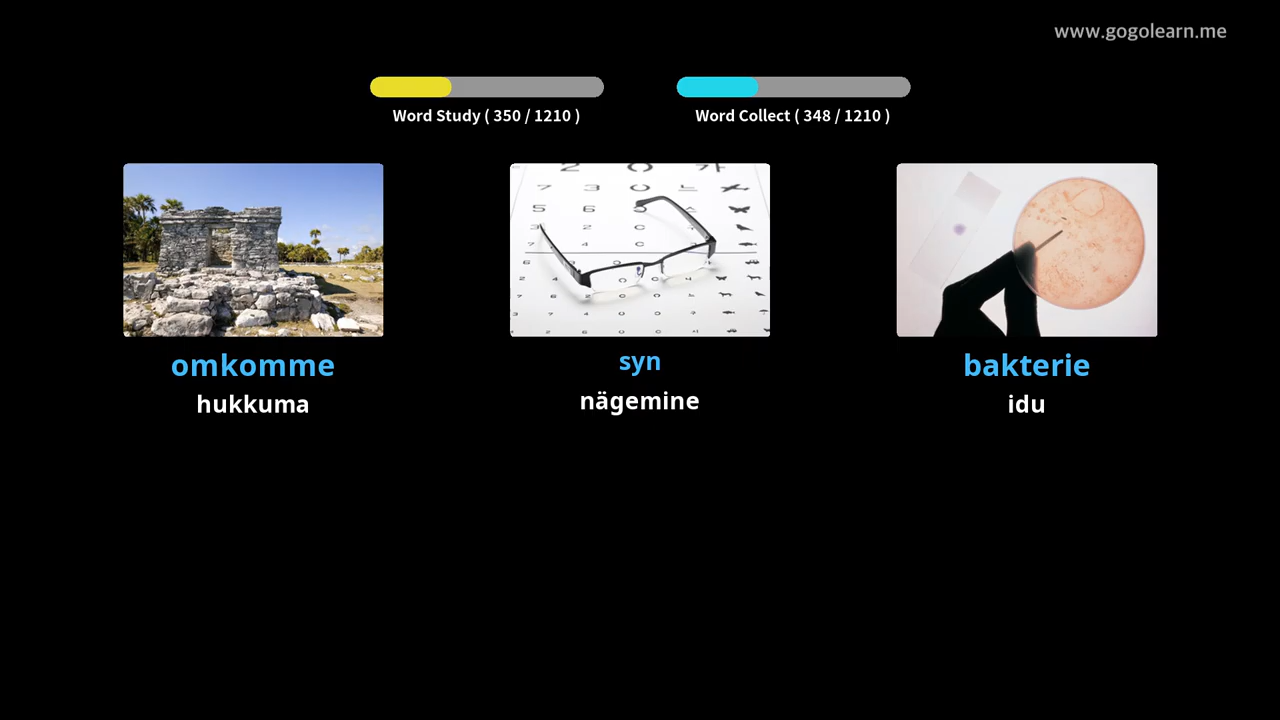 www.gogolearn.me
Word Study ( 350 / 1210 )
Word Collect ( 348 / 1210 )
omkomme
hukkuma
syn
nägemine
bakterie
idu